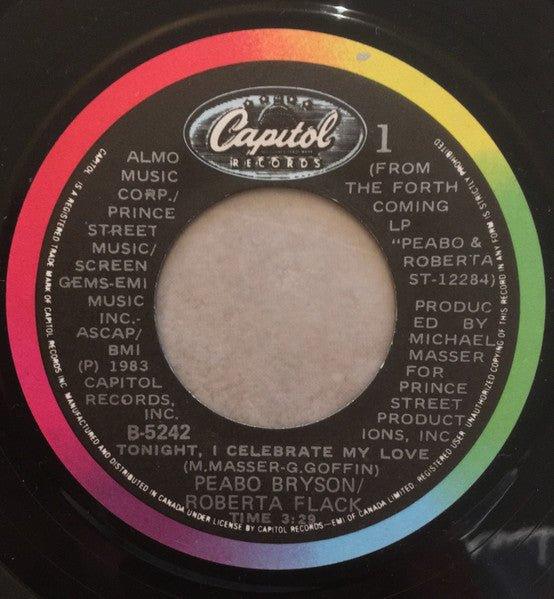 Capitol
RECORDS
1
ALMO
MUSIC
CORP./
PRINCE
STREET
MUSIC/
SCREEN
GEMS-EMI
MUSIC
INC.-
ASCAP/
BMI
(P) 1983
CAPITOL
RECORDS,
INC.
B-5242
(FROM
THE FORTH
COMING
LP
"PEABO &
ROBERTA
ST-12284)
PRODUC
ED BY
MICHAEL
MASSER
FOR
PRINCE
STREET
PRODUCT
IONS, INC.
TONIGHT, I CELEBRATE MY LOVE
(M.MASSER-G.GOFFIN)
PEABO BRYSON/
ROBERTA FLACK
TIME 3:29
CAPITOL IS A REGISTERED TRADE MARK OF CAPITOL RECORDS INC. MANUFACTURED AND DISTRIBUTED IN CANADA UNDER LICENSE BY CAPITOL RECORDS—EMI OF CANADA LIMITED, REGISTERED USER UNAUTHORIZED COPYING OF THIS RECORD IN ANY FORM IS STRICTLY PROHIBITED